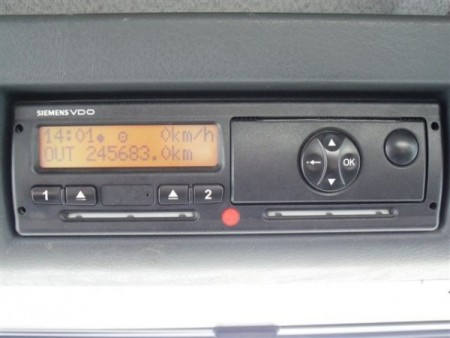 SIEMENS VDO
14:01 0km/h
OUT 245683.0km
1 2
OK